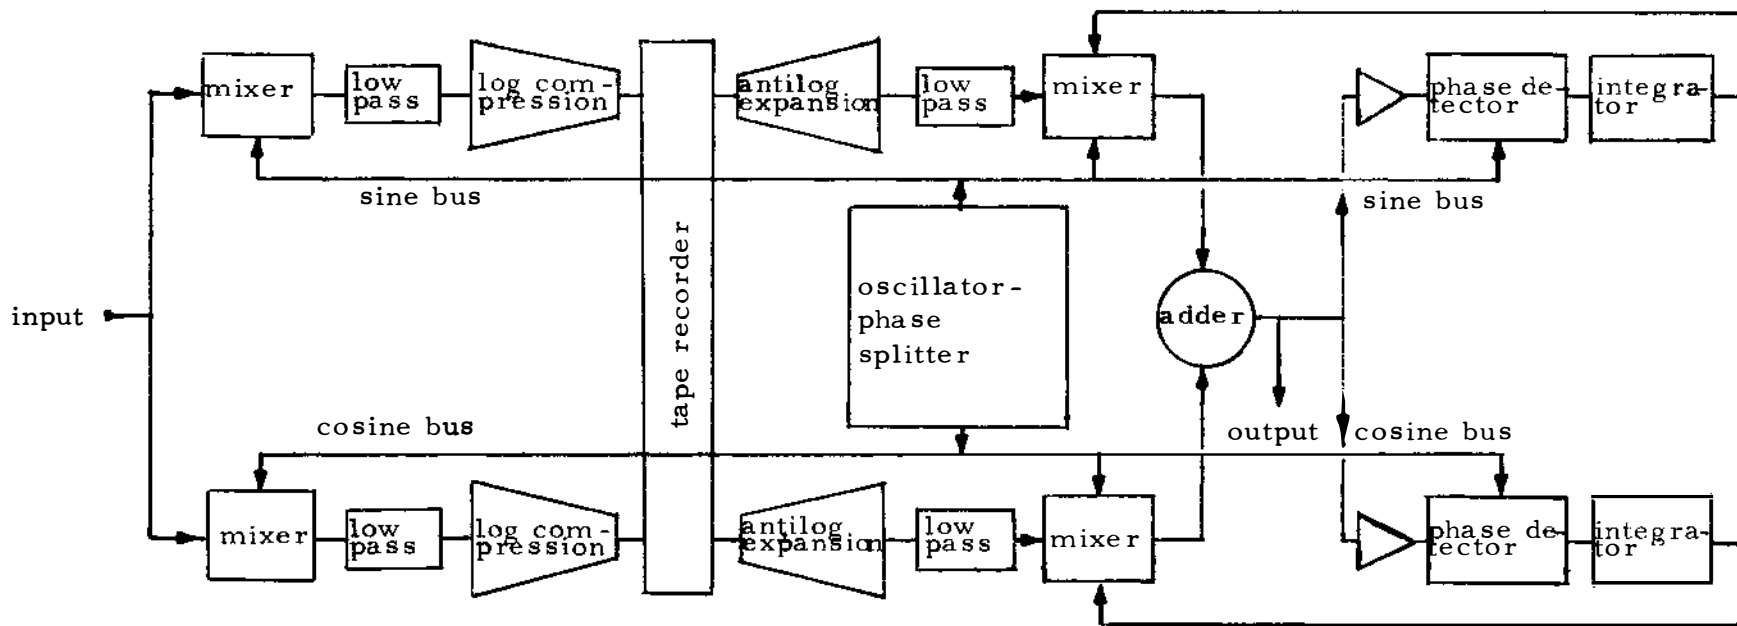 mixer
low
pass
log com-
pression
antilog
expansion
low
pass
mixer
phase de-
tector
integra-
tor
sine bus
sine bus
input
tape recorder
oscillator-
phase
splitter
adder
cosine bus
output
cosine bus
mixer
low
pass
log com-
pression
antilog
expansion
low
pass
mixer
phase de-
tector
integra-
tor